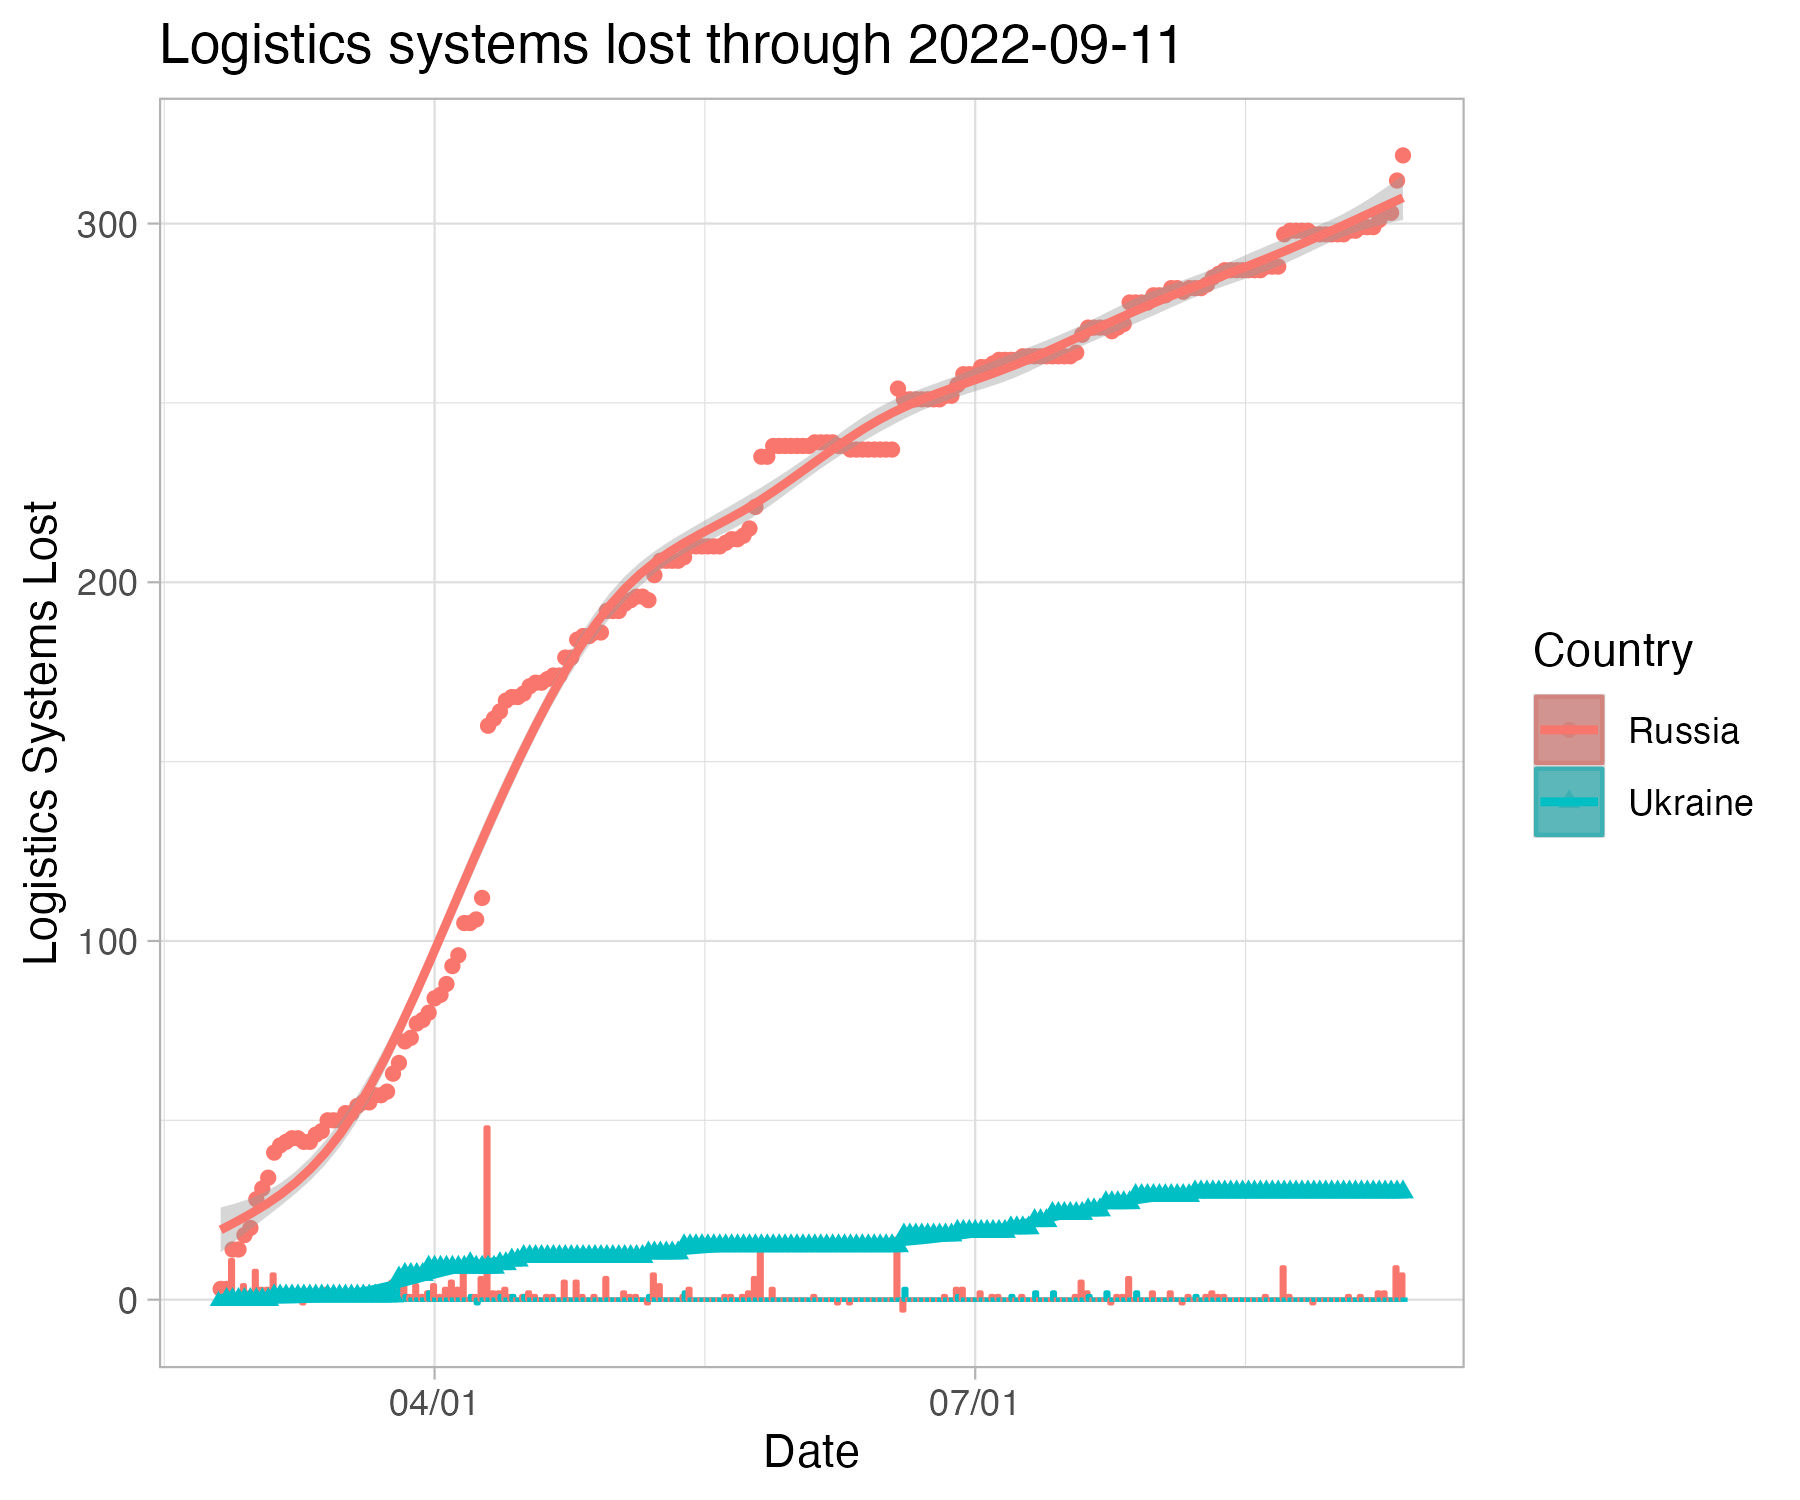 Logistics systems lost through 2022-09-11
Logistics Systems Lost
300
200
100
0
04/01
07/01
Date
Country
Russia
Ukraine